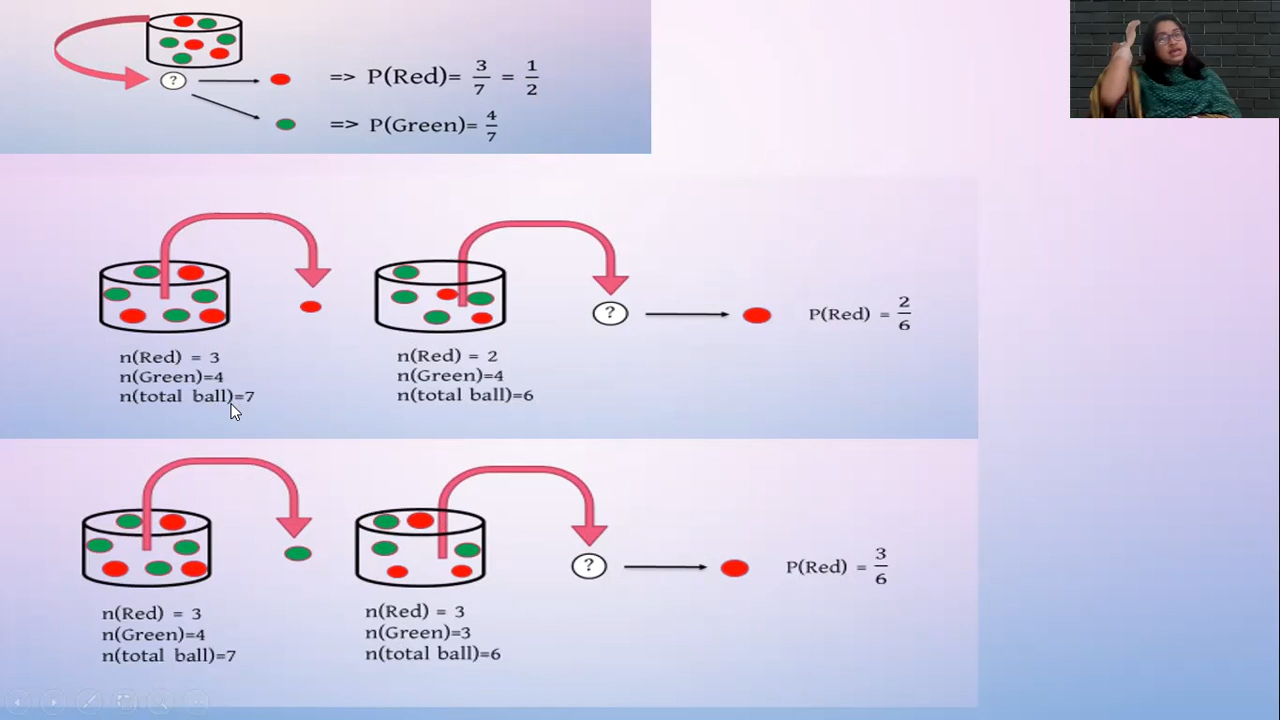 ? => P(Red)= 3/7 = 1/2
=> P(Green)= 4/7
n(Red) = 3
n(Green)=4
n(total ball)=7
n(Red) = 2
n(Green)=4
n(total ball)=6
?
P(Red) = 2/6
n(Red) = 3
n(Green)=4
n(total ball)=7
n(Red) = 3
n(Green)=3
n(total ball)=6
?
P(Red) = 3/6